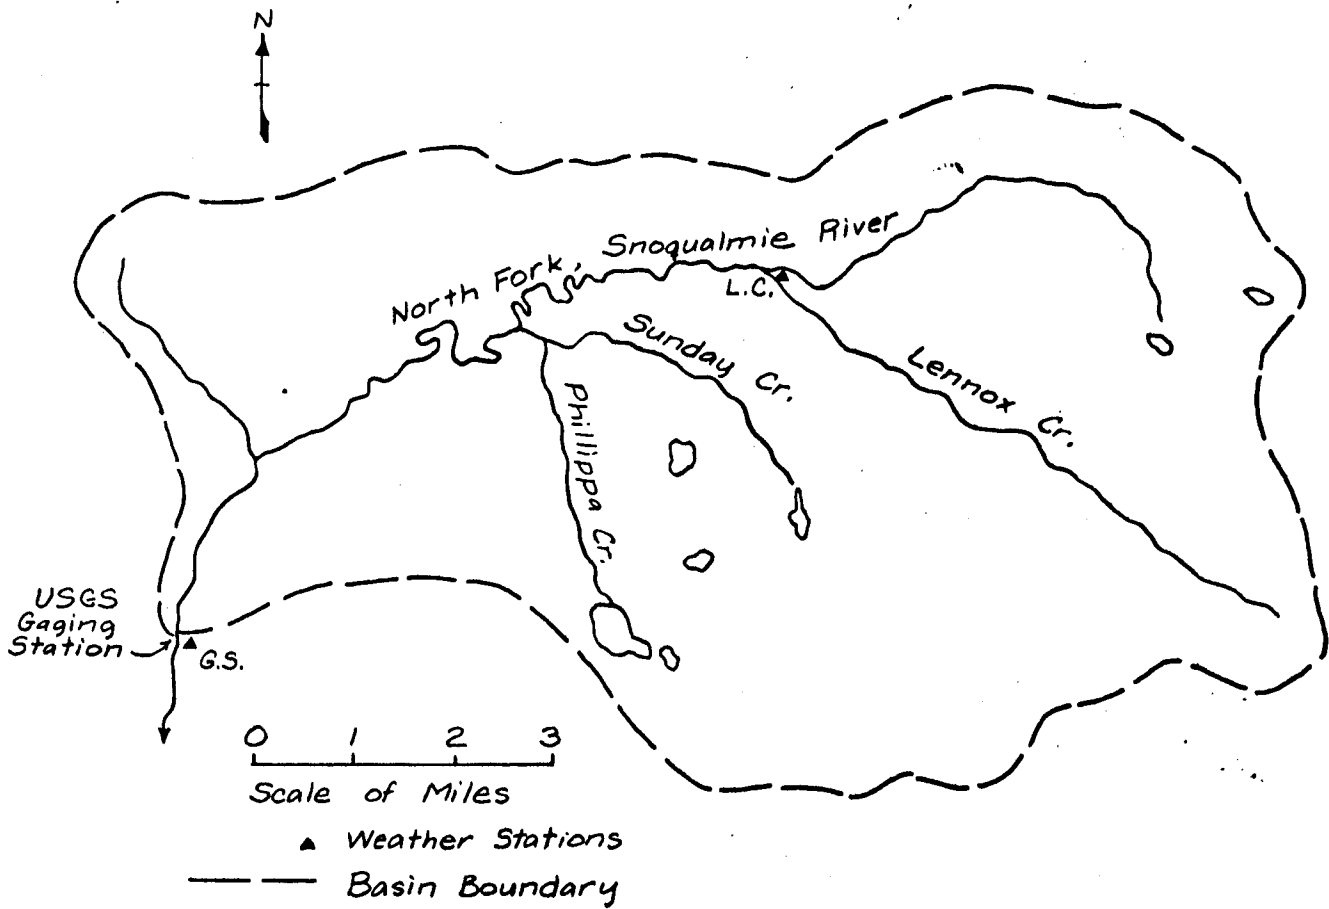 N
North Fork, Snoqualmie River
L.C.
Sunday Cr.
Lennox Cr.
Phillippa Cr.
USGS
Gaging
Station
G.S.
0 1 2 3
Scale of Miles
Weather Stations
Basin Boundary